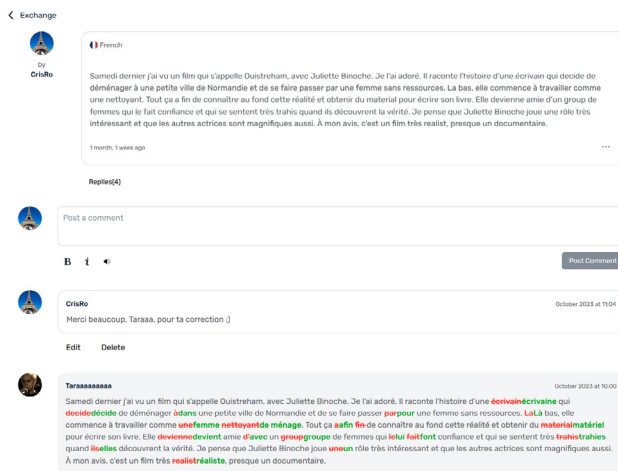 Exchange
French
by
CrisRo
Samedi dernier j'ai vu un film qui s'appelle Ouistreham, avec Juliette Binoche. Je l'ai adoré. Il raconte l'histoire d'une écrivain qui decide de
déménager à une petite ville de Normandie et de se faire passer par une femme sans ressources. La bas, elle commence à travailler comme
une nettoyant. Tout ça a fin de connaître au fond cette réalité et obtenir du material pour écrire son livre. Elle devienne amie d'un group de
femmes qui le fait confiance et qui se sentent très trahis quand ils découvrent la vérité. Je pense que Juliette Binoche joue une rôle très
intéressant et que les autres actrices sont magnifiques aussi. À mon avis, c'est un film très realist, presque un documentaire.
1 month, 1 week ago
Replies(4)
Post a comment
B i
Post Comment
CrisRo
October 2023 at 11:04
Merci beaucoup, Taraaa, pour ta correction ;)
Edit Delete
Taraaaaaaaaa
October 2023 at 10:00
Samedi dernier j'ai vu un film qui s'appelle Ouistreham, avec Juliette Binoche. Je l'ai adoré. Il raconte l'histoire d'une écrivainécrivaine qui
decidedécide de déménager àdans une petite ville de Normandie et de se faire passer parpour une femme sans ressources. LaLà bas, elle
commence à travailler comme unefemme nettoyantde ménage. Tout ça aafin fin de connaître au fond cette réalité et obtenir du materialmatériel
pour écrire son livre. Elle deviennedevient amie d'avec un groupgroupe de femmes qui lelui faitfont confiance et qui se sentent très trahistrahies
quand ilselles découvrent la vérité. Je pense que Juliette Binoche joue uneun rôle très intéressant et que les autres actrices sont magnifiques aussi.
À mon avis, c'est un film très realistréaliste, presque un documentaire.